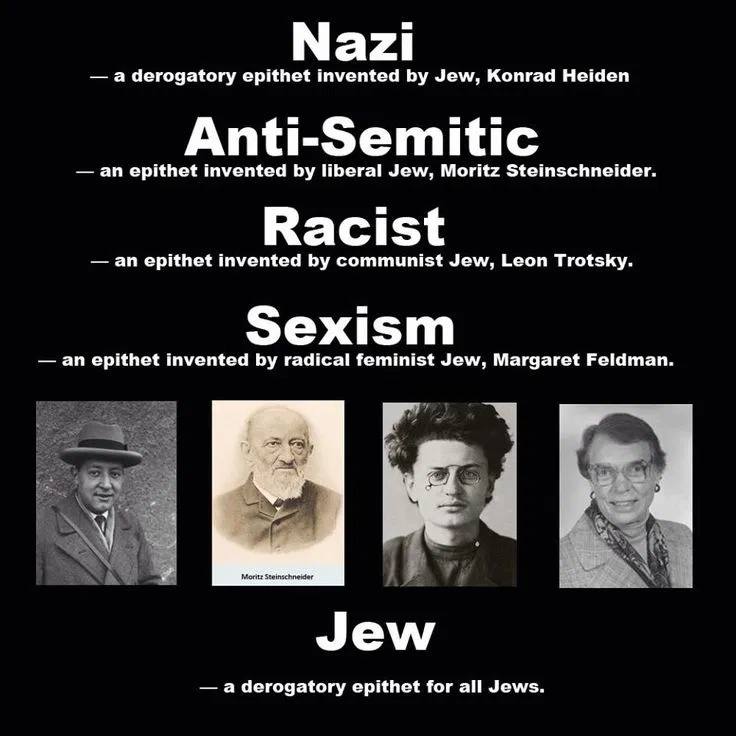 Nazi
— a derogatory epithet invented by Jew, Konrad Heiden
Anti-Semitic
— an epithet invented by liberal Jew, Moritz Steinschneider.
Racist
— an epithet invented by communist Jew, Leon Trotsky.
Sexism
— an epithet invented by radical feminist Jew, Margaret Feldman.
Moritz Steinschneider
Jew
— a derogatory epithet for all Jews.